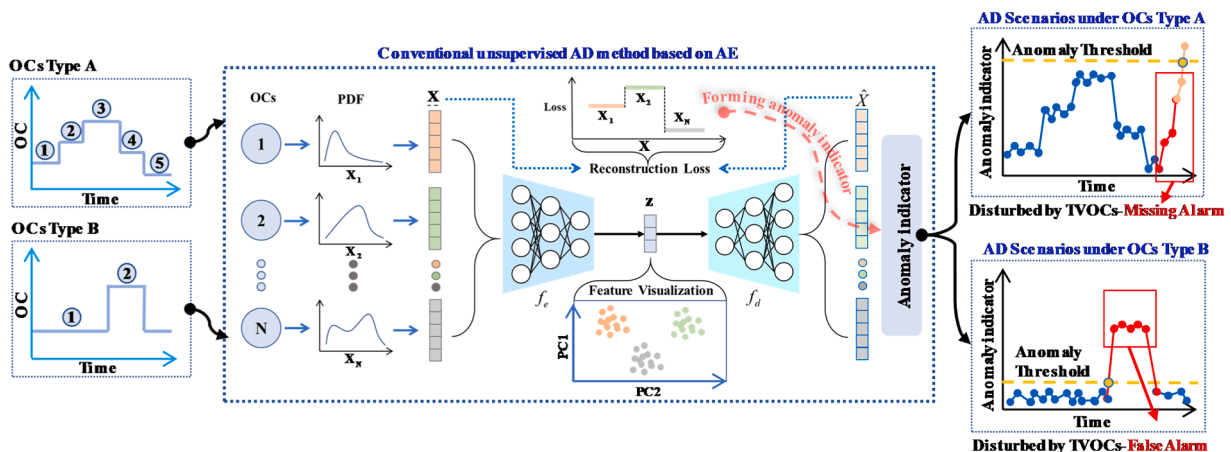 OCs Type A
OC
1
2
3
4
5
Time
OCs Type B
OC
1
2
Time
Conventional unsupervised AD method based on AE
OCs
PDF
X
1
X1
2
X2
N
XN
Loss
X1
X2
XN
X
Reconstruction Loss
Forming anomaly indicator
X̂
fe
z
fd
Feature Visualization
PC1
PC2
Anomaly indicator
AD Scenarios under OCs Type A
Anomaly Threshold
Anomaly indicator
Time
Disturbed by TVOCs-Missing Alarm
AD Scenarios under OCs Type B
Anomaly indicator
Anomaly
Threshold
Time
Disturbed by TVOCs-False Alarm